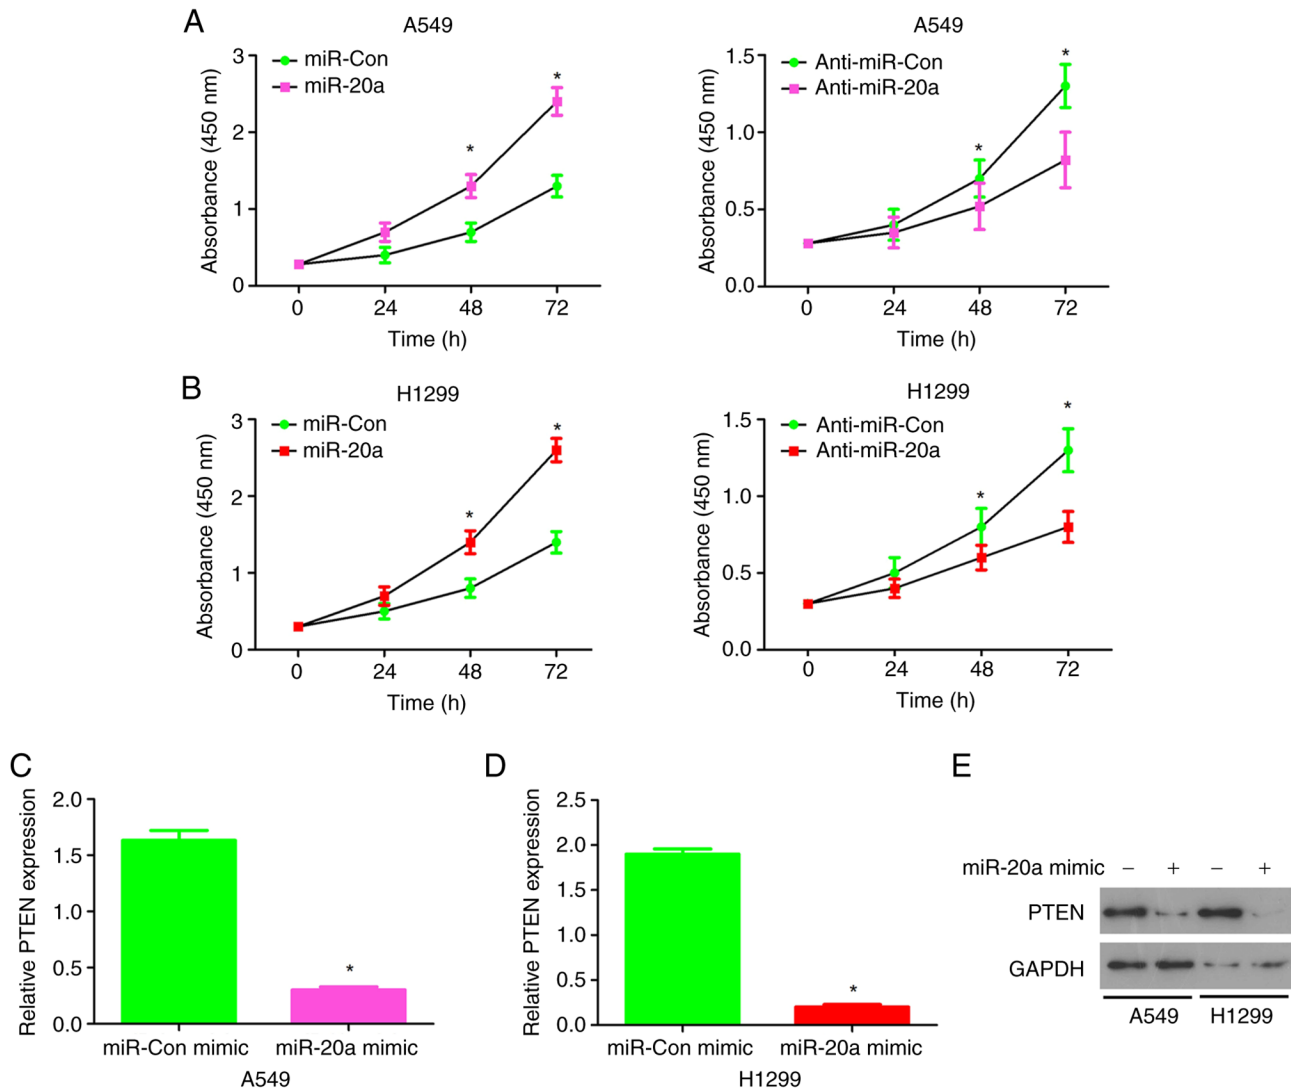 A
A549
3
2
1
0
Absorbance (450 nm)
miR-Con
miR-20a
*
*
0 24 48 72
Time (h)
A549
1.5
1.0
0.5
0.0
Absorbance (450 nm)
Anti-miR-Con
Anti-miR-20a
*
*
0 24 48 72
Time (h)
B
H1299
3
2
1
0
Absorbance (450 nm)
miR-Con
miR-20a
*
*
0 24 48 72
Time (h)
H1299
1.5
1.0
0.5
0.0
Absorbance (450 nm)
Anti-miR-Con
Anti-miR-20a
*
*
0 24 48 72
Time (h)
C
2.0
1.5
1.0
0.5
0.0
Relative PTEN expression
*
miR-Con mimic miR-20a mimic
A549
D
2.5
2.0
1.5
1.0
0.5
0.0
Relative PTEN expression
*
miR-Con mimic miR-20a mimic
H1299
E
miR-20a mimic − + − +
PTEN
GAPDH
A549 H1299